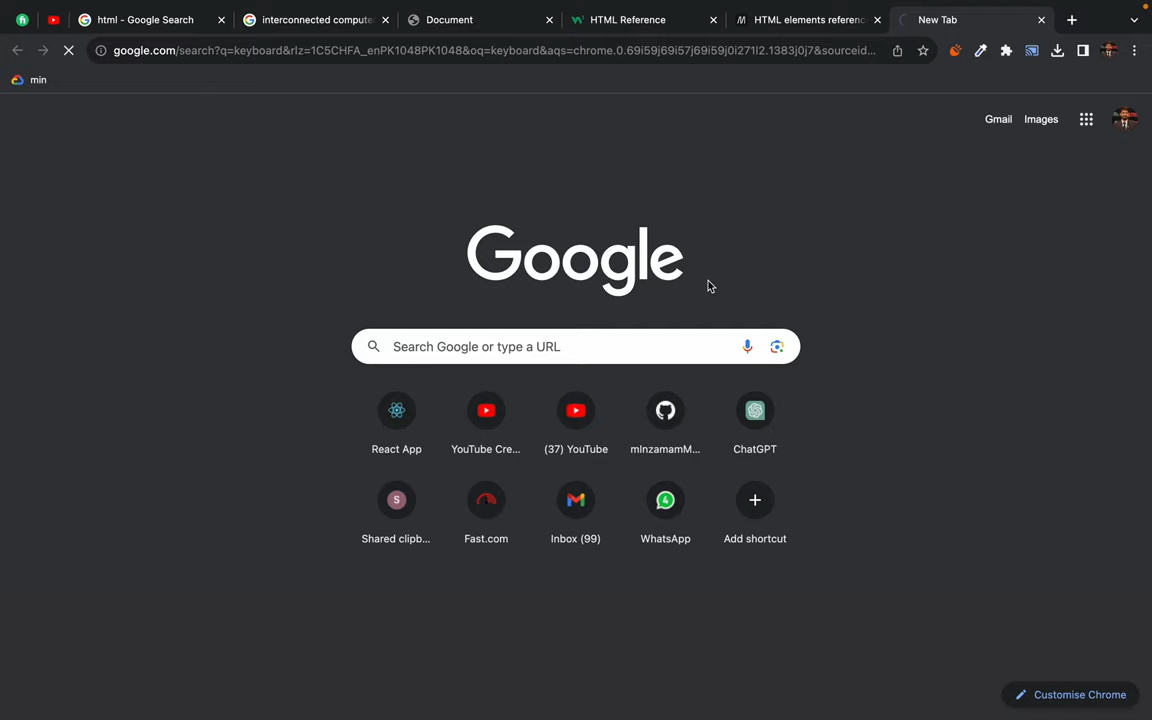 html - Google Search
interconnected compute
Document
HTML Reference
HTML elements referenc
New Tab
google.com/search?q=keyboard&rlz=1C5CHFA_enPK1048PK1048&oq=keyboard&aqs=chrome.0.69i59j69i57j69i59j0i271l2.1383j0j7&sourceid...
min
Gmail
Images
Google
Search Google or type a URL
React App
YouTube Cre...
(37) YouTube
mInzamamM...
ChatGPT
S
4
Shared clipb...
Fast.com
Inbox (99)
WhatsApp
Add shortcut
Customise Chrome